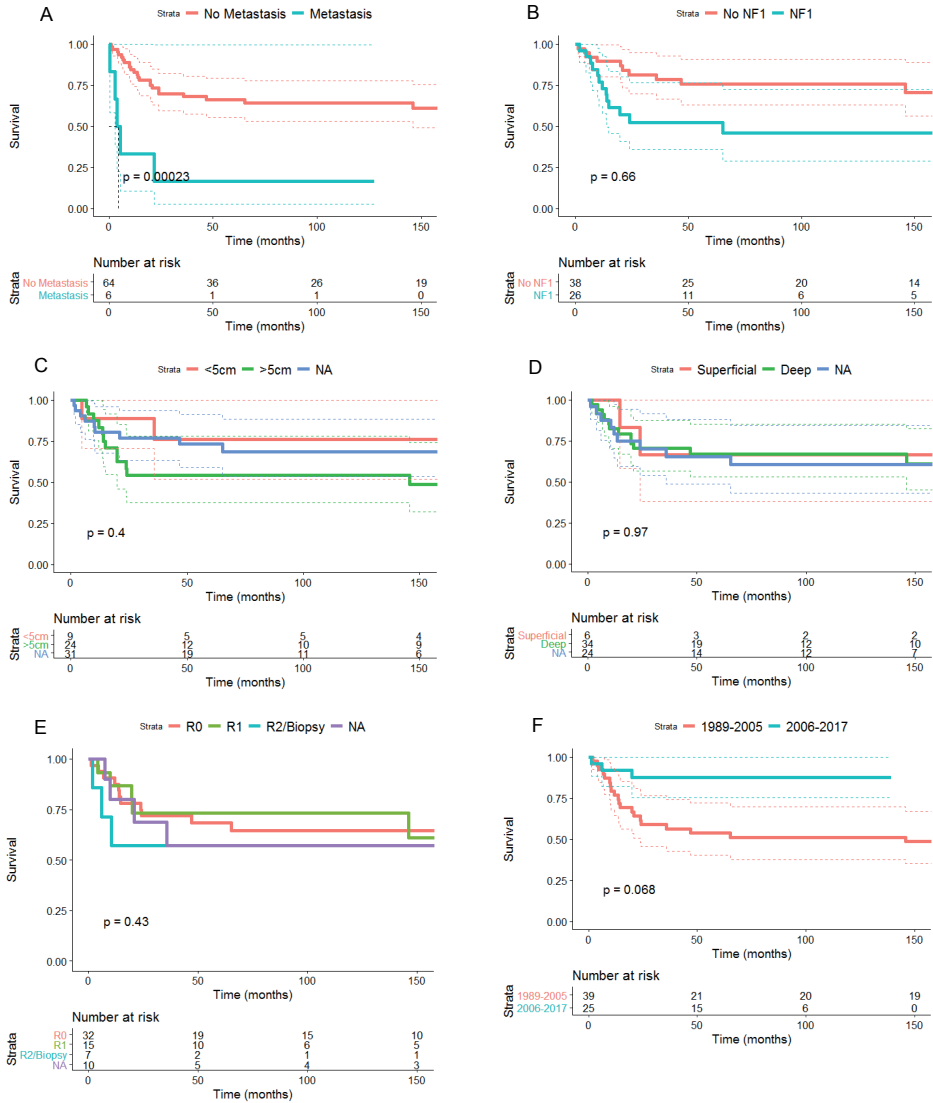 A
Strata No Metastasis Metastasis
1.00
0.75
0.50
0.25
0.00
Survival
p = 0.00023
0 50 100 150
Time (months)
Number at risk
Strata
No Metastasis 64 36 26 19
Metastasis 6 1 1 0
0 50 100 150
Time (months)
B
Strata No NF1 NF1
1.00
0.75
0.50
0.25
0.00
Survival
p = 0.66
0 50 100 150
Time (months)
Number at risk
Strata
No NF1 38 25 20 14
NF1 26 11 6 5
0 50 100 150
Time (months)
C
Strata <5cm >5cm NA
1.00
0.75
0.50
0.25
0.00
Survival
p = 0.4
0 50 100 150
Time (months)
Number at risk
Strata
<5cm 9 5 5 4
>5cm 24 12 10 9
NA 31 19 11 6
0 50 100 150
Time (months)
D
Strata Superficial Deep NA
1.00
0.75
0.50
0.25
0.00
Survival
p = 0.97
0 50 100 150
Time (months)
Number at risk
Strata
Superficial 6 3 2 2
Deep 34 19 12 10
NA 24 14 12 7
0 50 100 150
Time (months)
E
Strata R0 R1 R2/Biopsy NA
1.00
0.75
0.50
0.25
0.00
Survival
p = 0.43
0 50 100 150
Time (months)
Number at risk
Strata
R0 32 19 15 10
R1 15 10 6 5
R2/Biopsy 7 2 1 1
NA 10 5 4 3
0 50 100 150
Time (months)
F
Strata 1989-2005 2006-2017
1.00
0.75
0.50
0.25
0.00
Survival
p = 0.068
0 50 100 150
Time (months)
Number at risk
Strata
1989-2005 39 21 20 19
2006-2017 25 15 6 0
0 50 100 150
Time (months)